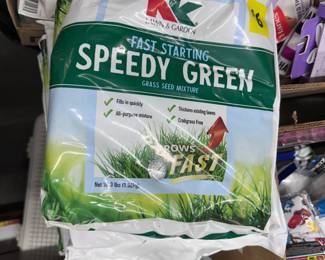 K
LAWN & GARDEN
FAST STARTING
SPEEDY GREEN
GRASS SEED MIXTURE
Fills in quickly
Thickens existing lawns
All-purpose mixture
Crabgrass Free
GROWS
FAST